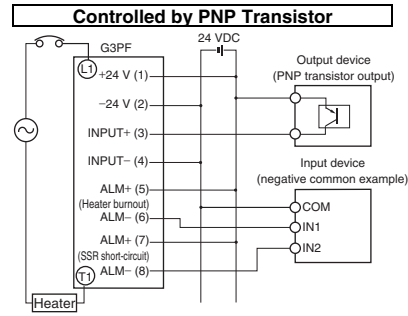 Controlled by PNP Transistor
24 VDC
G3PF
L1
+24 V (1)
−24 V (2)
INPUT+ (3)
INPUT− (4)
ALM+ (5)
(Heater burnout)
ALM− (6)
ALM+ (7)
(SSR short-circuit)
ALM− (8)
T1
Heater
Output device
(PNP transistor output)
Input device
(negative common example)
COM
IN1
IN2